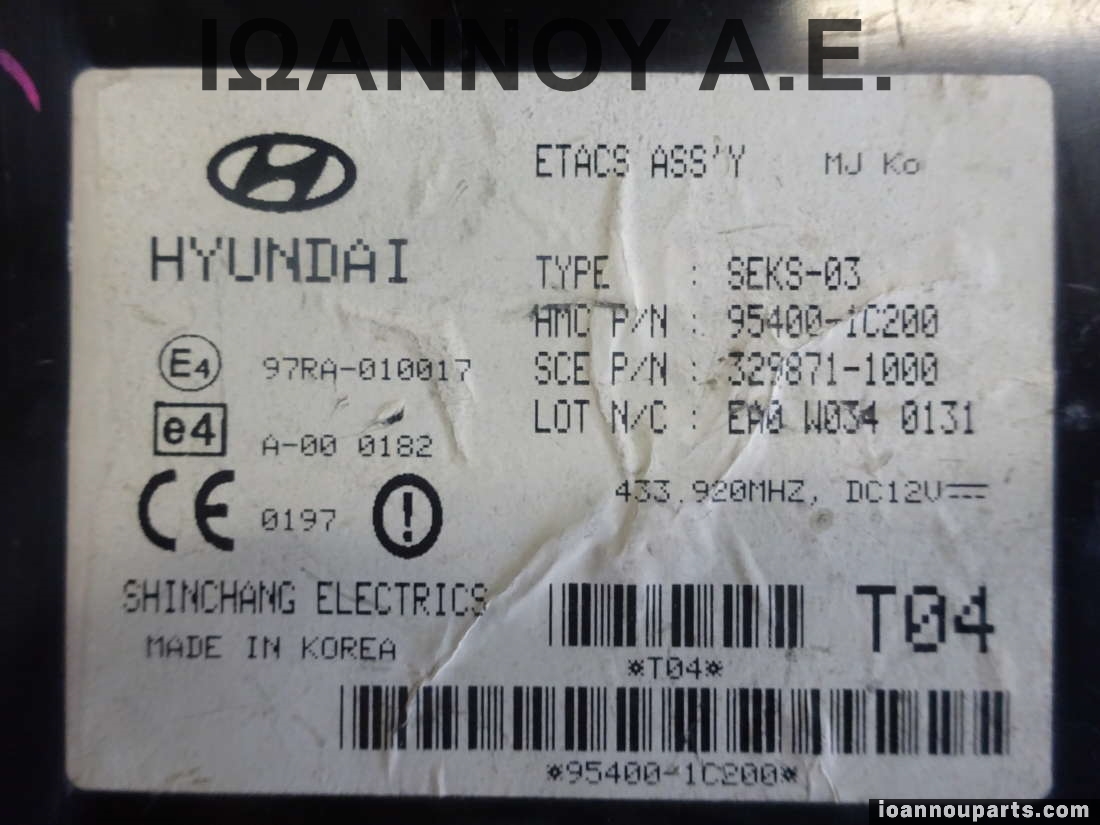 ΙΩΑΝΝΟΥ Α.Ε.
ETACS ASS'Y MJ Ko
HYUNDAI
TYPE : SEKS-03
HMC P/N : 95400-1C200
SCE P/N : 329871-1000
LOT N/C : EA0 W034 0131
E4 97RA-010017
e4 A-00 0182
433.920MHZ, DC12V
CE 0197
SHINCHANG ELECTRICS
MADE IN KOREA
T04
*T04*
*95400-1C200*
ioannouparts.com